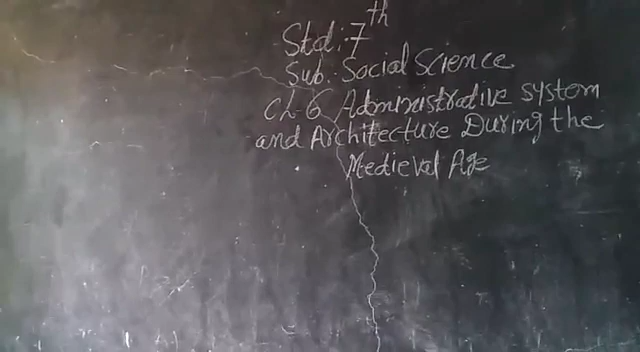 Std:7th
Sub: Social Science
Ch-6 Administrative system
and Architecture During the
Medieval Age